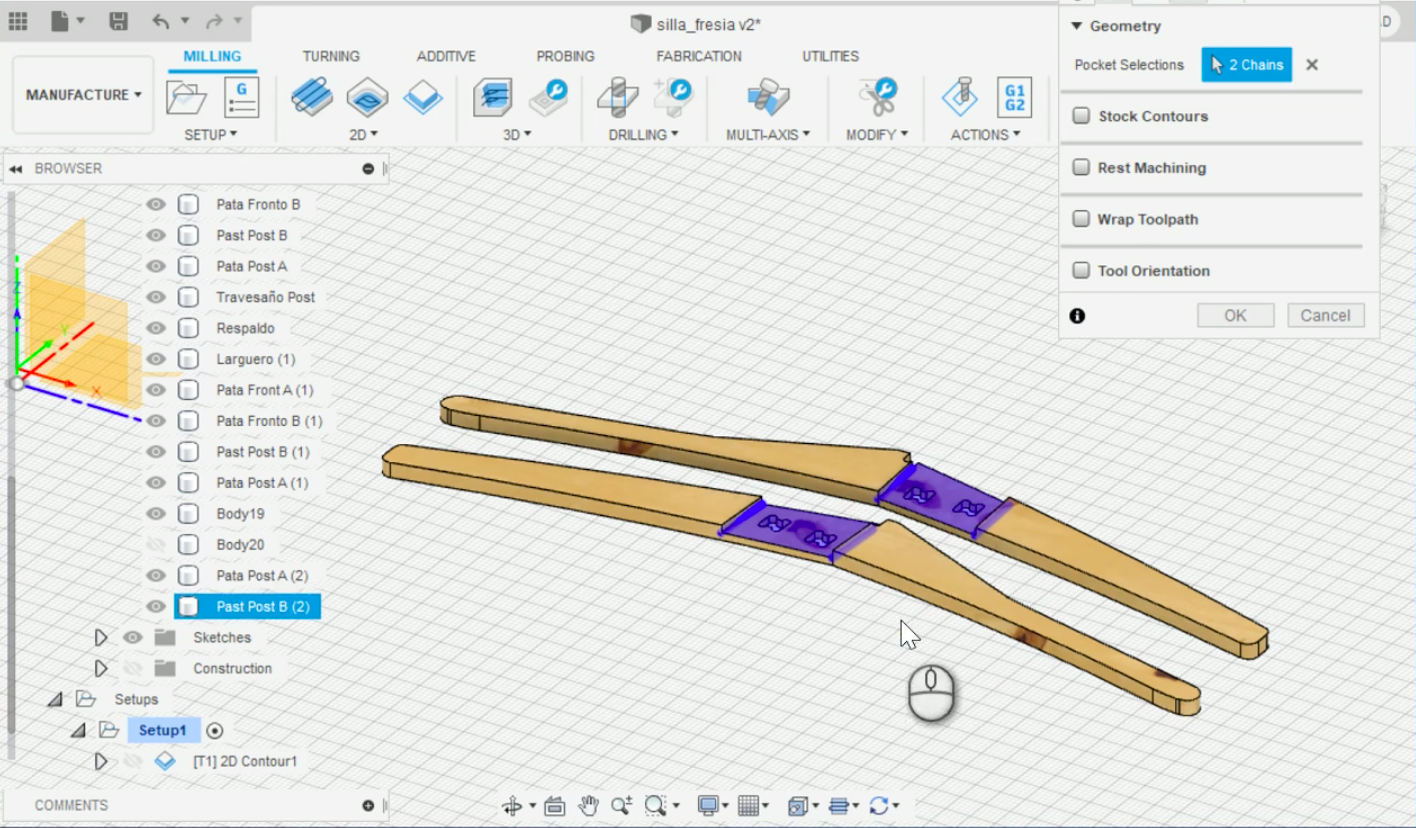 silla_fresia v2*
D
MILLING TURNING ADDITIVE PROBING FABRICATION UTILITIES
MANUFACTURE
G
G1
G2
SETUP 2D 3D DRILLING MULTI-AXIS MODIFY ACTIONS
Geometry
Pocket Selections 2 Chains
Stock Contours
Rest Machining
Wrap Toolpath
Tool Orientation
OK Cancel
BROWSER
Pata Fronto B
Past Post B
Pata Post A
Travesaño Post
Respaldo
Larguero (1)
Pata Front A (1)
Pata Fronto B (1)
Past Post B (1)
Pata Post A (1)
Body19
Body20
Pata Post A (2)
Past Post B (2)
Sketches
Construction
Setups
Setup1
[T1] 2D Contour1
Z
Y
X
COMMENTS